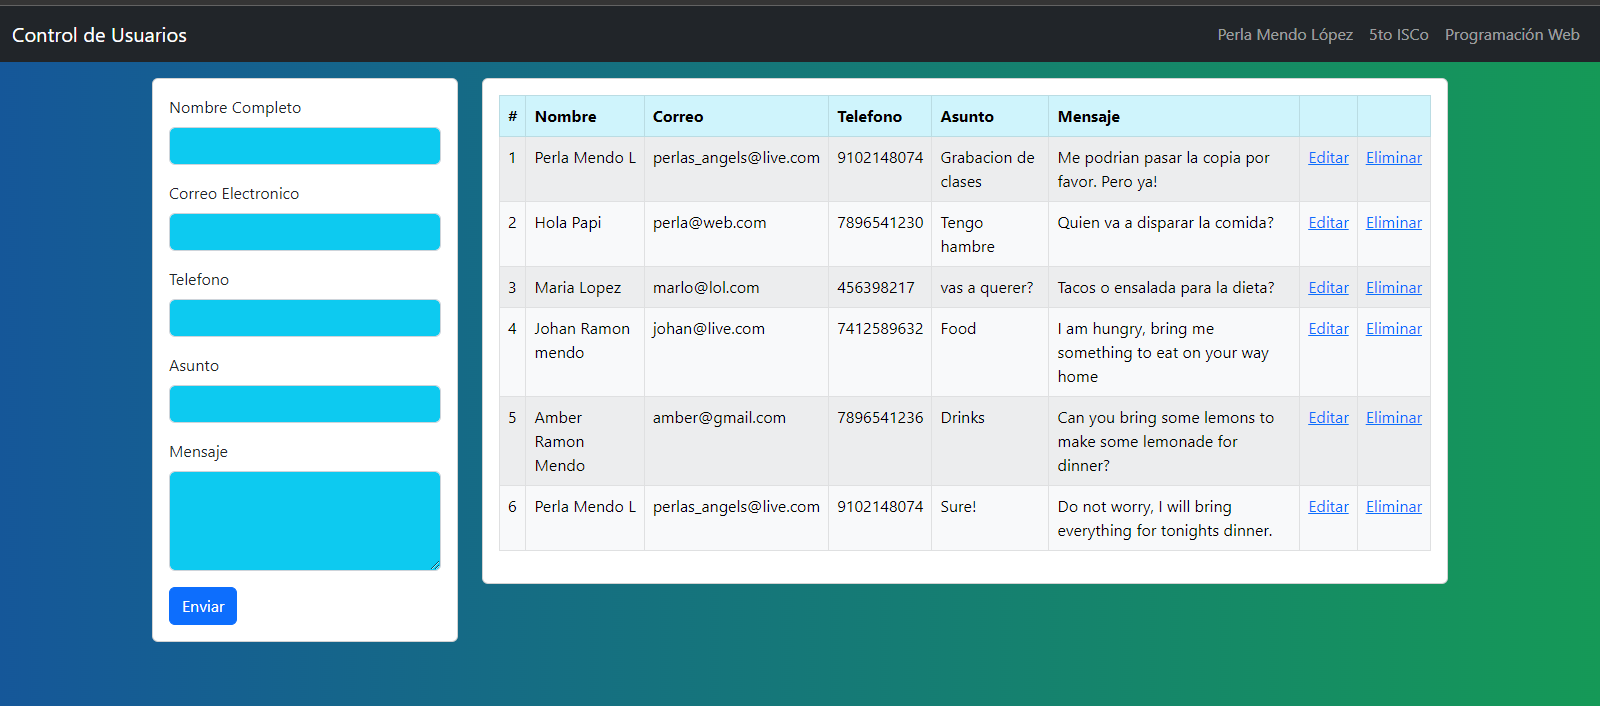 Control de Usuarios
Perla Mendo López 5to ISCo Programación Web
Nombre Completo
Correo Electronico
Telefono
Asunto
Mensaje
Enviar
# Nombre Correo Telefono Asunto Mensaje
1 Perla Mendo L perlas_angels@live.com 9102148074 Grabacion de Me podrian pasar la copia por Editar Eliminar
clases favor. Pero ya!
2 Hola Papi perla@web.com 7896541230 Tengo Quien va a disparar la comida? Editar Eliminar
hambre
3 Maria Lopez marlo@lol.com 456398217 vas a querer? Tacos o ensalada para la dieta? Editar Eliminar
4 Johan Ramon johan@live.com 7412589632 Food I am hungry, bring me Editar Eliminar
mendo something to eat on your way
home
5 Amber amber@gmail.com 7896541236 Drinks Can you bring some lemons to Editar Eliminar
Ramon make some lemonade for
Mendo dinner?
6 Perla Mendo L perlas_angels@live.com 9102148074 Sure! Do not worry, I will bring Editar Eliminar
everything for tonights dinner.